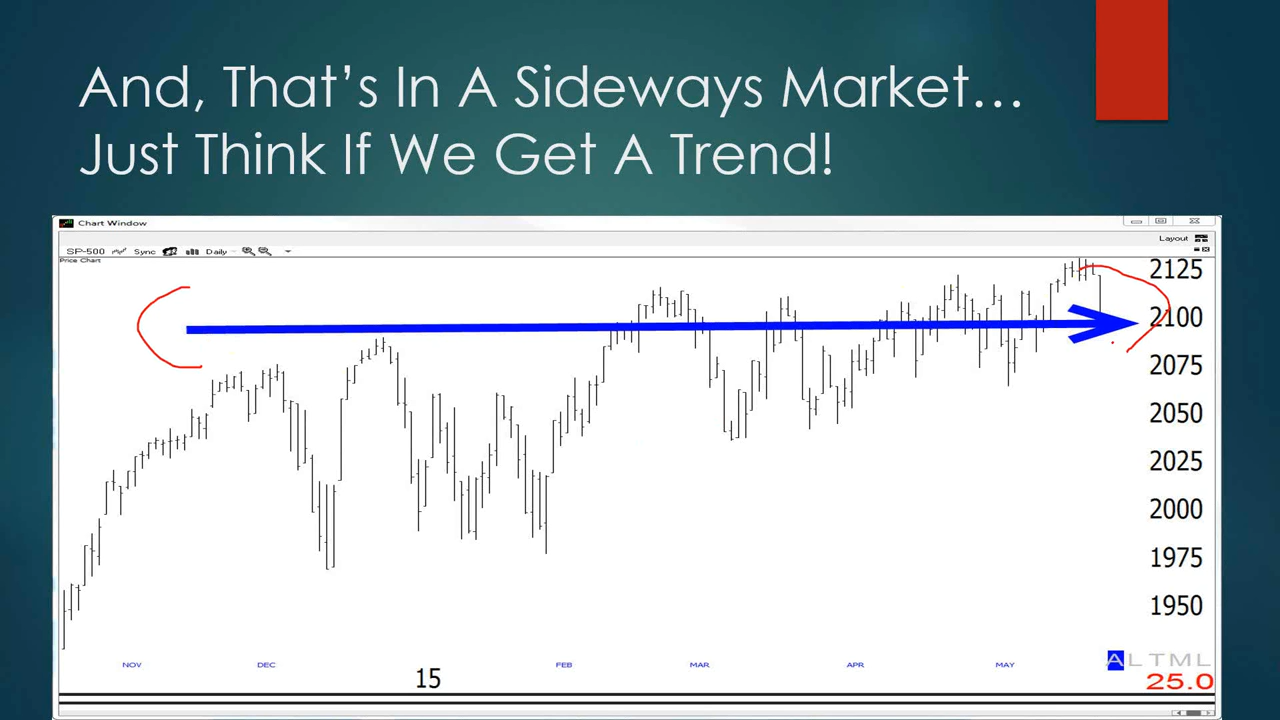 And, That's In A Sideways Market…
Just Think If We Get A Trend!
Chart Window
Layout
SP-500 Sync Daily
Price Chart
2125
2100
2075
2050
2025
2000
1975
1950
NOV DEC 15 FEB MAR APR MAY
ALTML
25.0